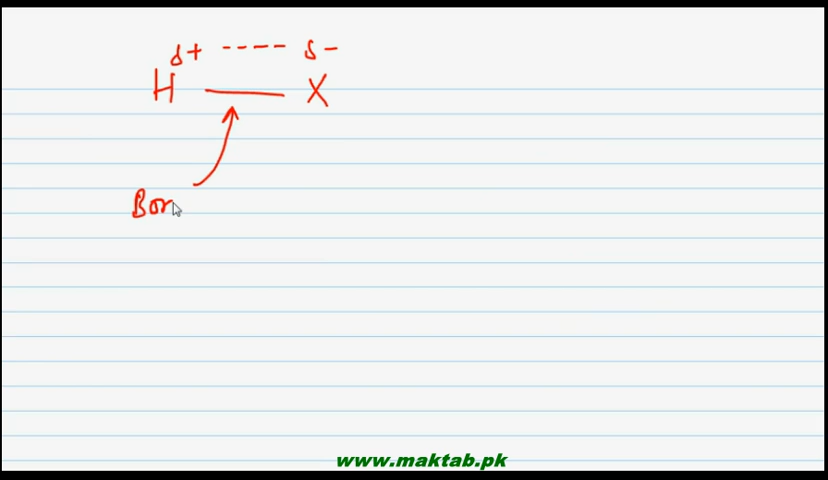 δ+ ---- δ-
H — X
Bon
www.maktab.pk